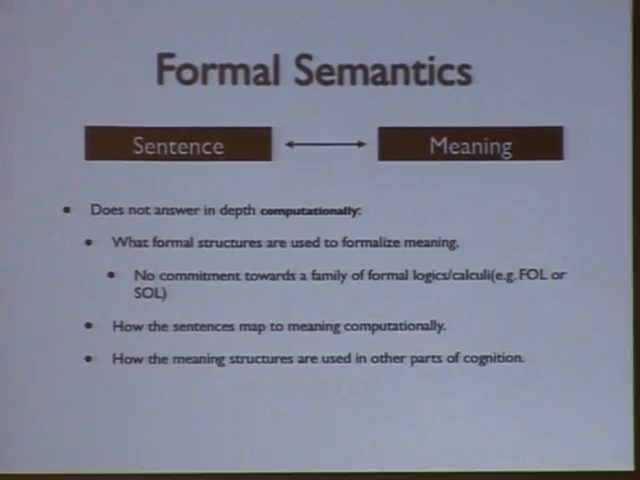 Formal Semantics
Sentence
Meaning
Does not answer in depth computationally:
What formal structures are used to formalize meaning.
No commitment towards a family of formal logics/calculi(e.g. FOL or
SOL)
How the sentences map to meaning computationally.
How the meaning structures are used in other parts of cognition.